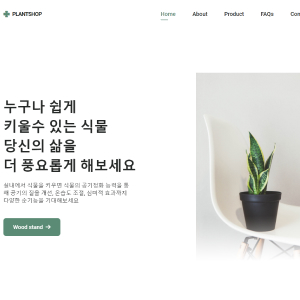 PLANTSHOP
Home About Product FAQs
누구나 쉽게
키울수 있는 식물
당신의 삶을
더 풍요롭게 해보세요
실내에서 식물을 키우면 식물의 공기정화 능력을 통
해 공기의 질을 개선, 온습도 조절, 심미적 효과까지
다양한 순기능을 기대해보세요
Wood stand